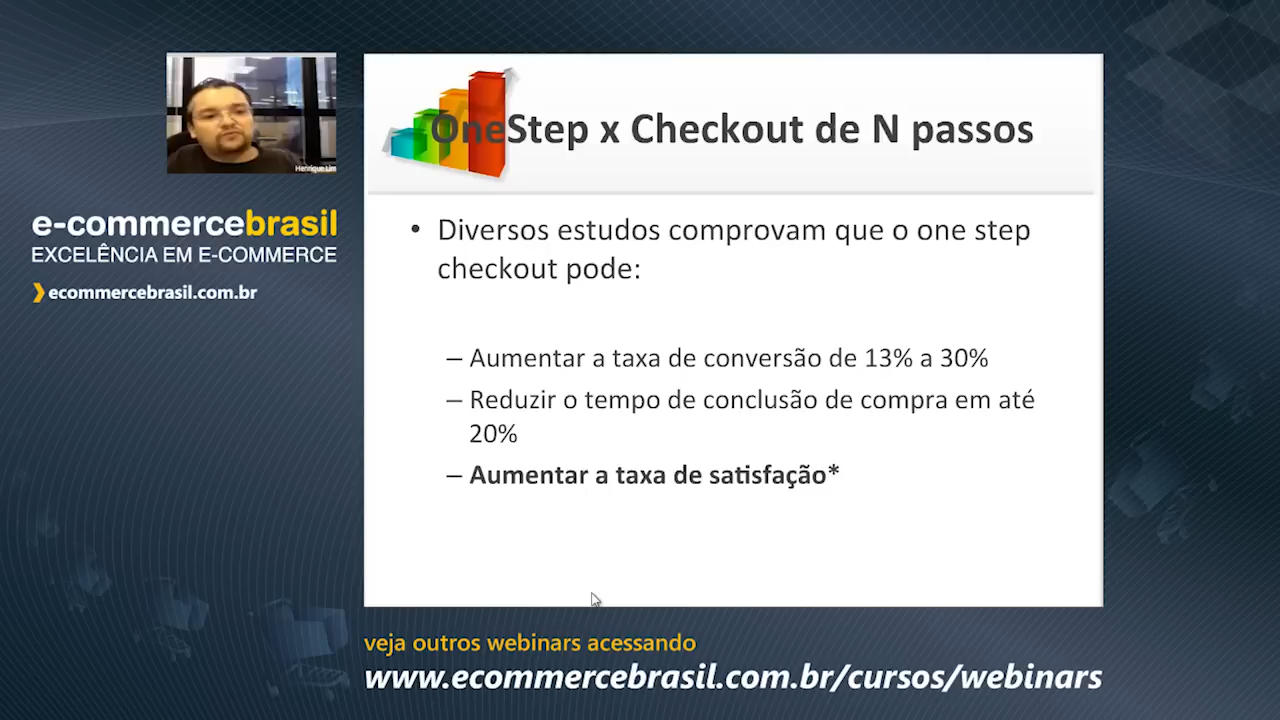 Henrique Lim
e-commercebrasil
EXCELÊNCIA EM E-COMMERCE
ecommercebrasil.com.br
OneStep x Checkout de N passos
• Diversos estudos comprovam que o one step
checkout pode:
– Aumentar a taxa de conversão de 13% a 30%
– Reduzir o tempo de conclusão de compra em até
20%
– Aumentar a taxa de satisfação*
veja outros webinars acessando
www.ecommercebrasil.com.br/cursos/webinars